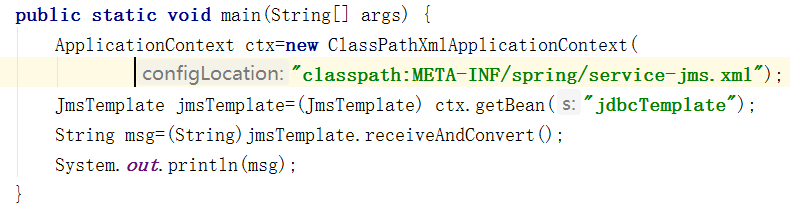 public static void main(String[] args) {
ApplicationContext ctx=new ClassPathXmlApplicationContext(
configLocation: "classpath:META-INF/spring/service-jms.xml");
JmsTemplate jmsTemplate=(JmsTemplate) ctx.getBean( s: "jdbcTemplate");
String msg=(String)jmsTemplate.receiveAndConvert();
System.out.println(msg);
}